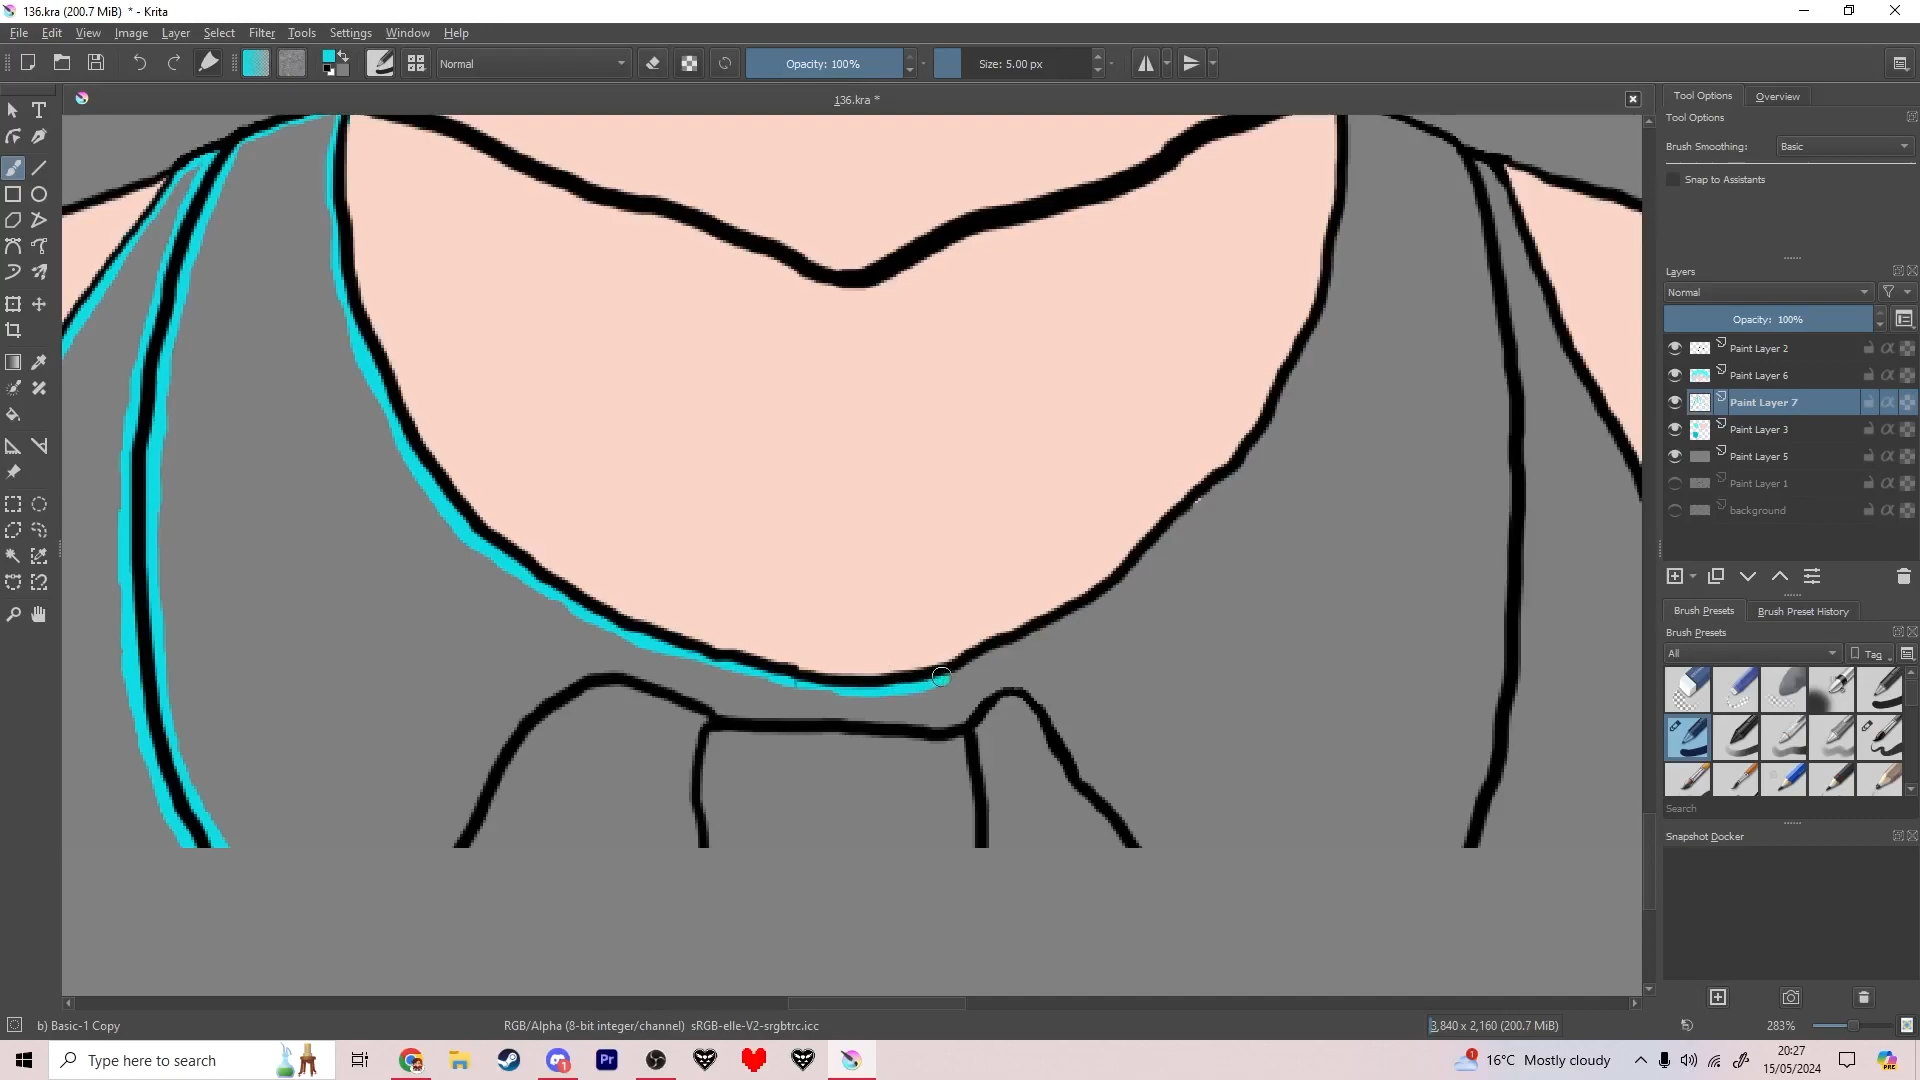 136.kra (200.7 MiB) * - Krita
File Edit View Image Layer Select Filter Tools Settings Window Help
Normal
Opacity: 100%
Size: 5.00 px
136.kra *
Tool Options
Overview
Tool Options
Brush Smoothing: Basic
Snap to Assistants
Layers
Normal
Opacity: 100%
Paint Layer 2
Paint Layer 6
Paint Layer 7
Paint Layer 3
Paint Layer 5
Paint Layer 1
background
Brush Presets
Brush Preset History
Brush Presets
All
Tag
Search
Snapshot Docker
b) Basic-1 Copy
RGB/Alpha (8-bit integer/channel) sRGB-elle-V2-srgbtrc.icc
3,840 x 2,160 (200.7 MiB)
283%
Type here to search
Pr
1
1
16°C Mostly cloudy
20:27
15/05/2024
PRE